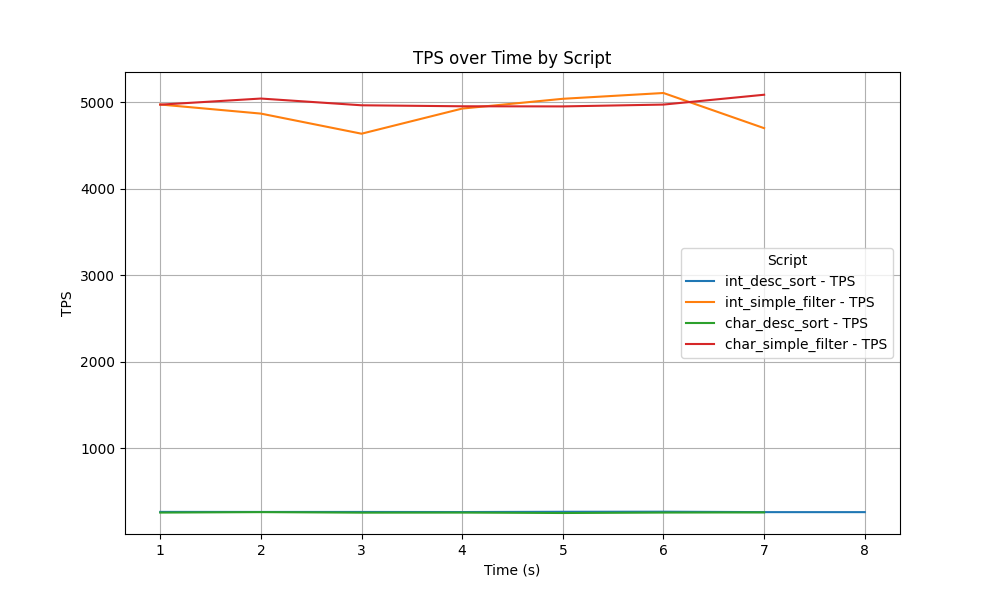 TPS over Time by Script
TPS
5000
4000
3000
2000
1000
Script
int_desc_sort - TPS
int_simple_filter - TPS
char_desc_sort - TPS
char_simple_filter - TPS
1 2 3 4 5 6 7 8
Time (s)